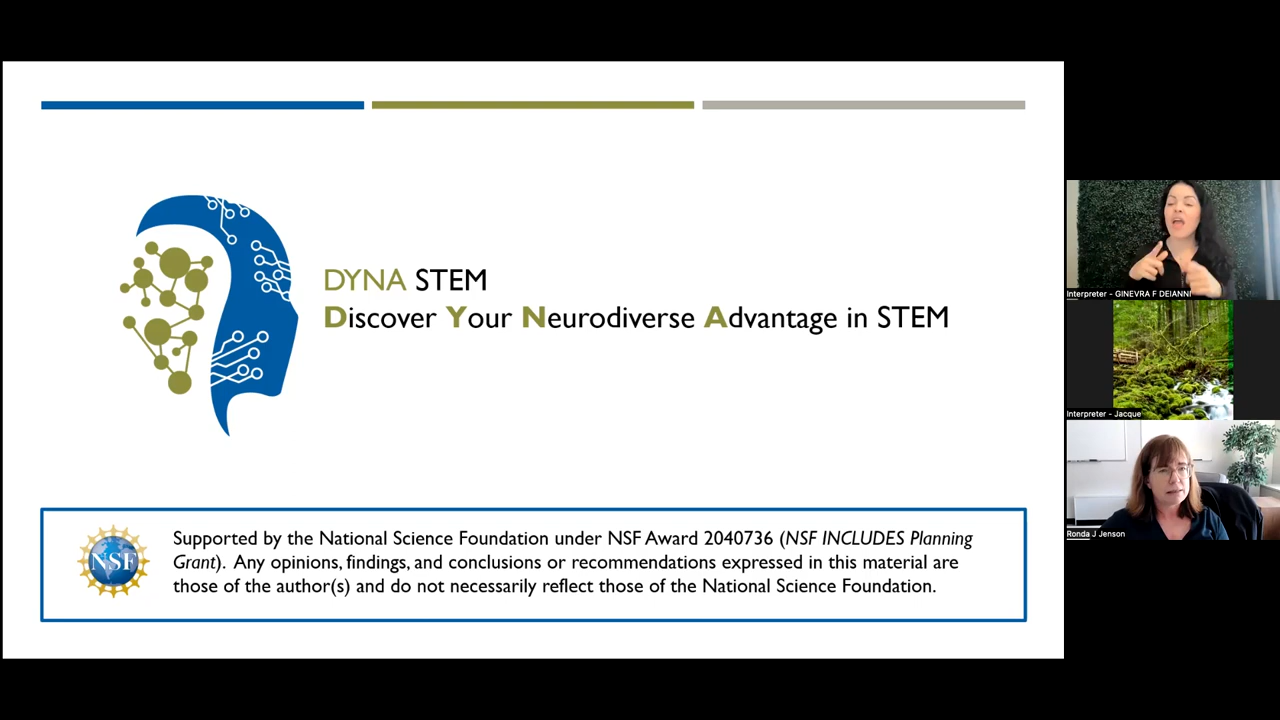 DYNA STEM
Discover Your Neurodiverse Advantage in STEM
NSF
Supported by the National Science Foundation under NSF Award 2040736 (NSF INCLUDES Planning
Grant). Any opinions, findings, and conclusions or recommendations expressed in this material are
those of the author(s) and do not necessarily reflect those of the National Science Foundation.
Interpreter - GINEVRA F DEIANNI
Interpreter - Jacque
Ronda J Jenson